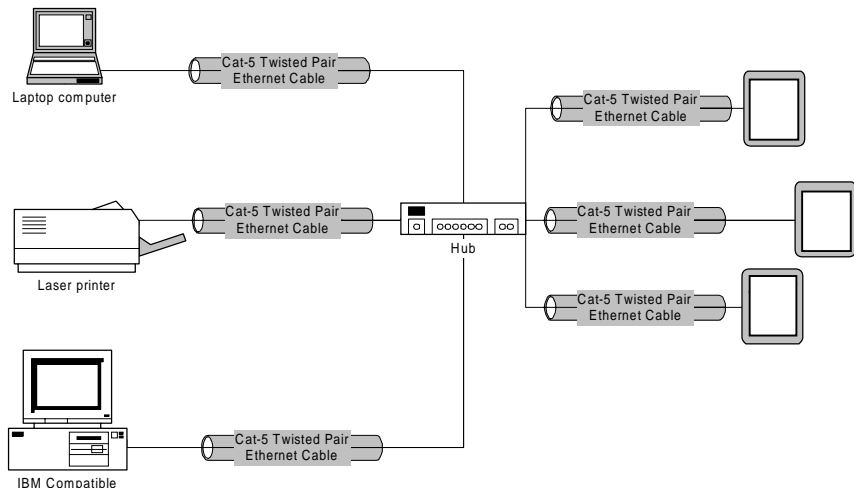 Cat-5 Twisted Pair
Ethernet Cable
Laptop computer
Cat-5 Twisted Pair
Ethernet Cable
Cat-5 Twisted Pair
Ethernet Cable
Laser printer
Hub
Cat-5 Twisted Pair
Ethernet Cable
Cat-5 Twisted Pair
Ethernet Cable
Cat-5 Twisted Pair
Ethernet Cable
IBM Compatible